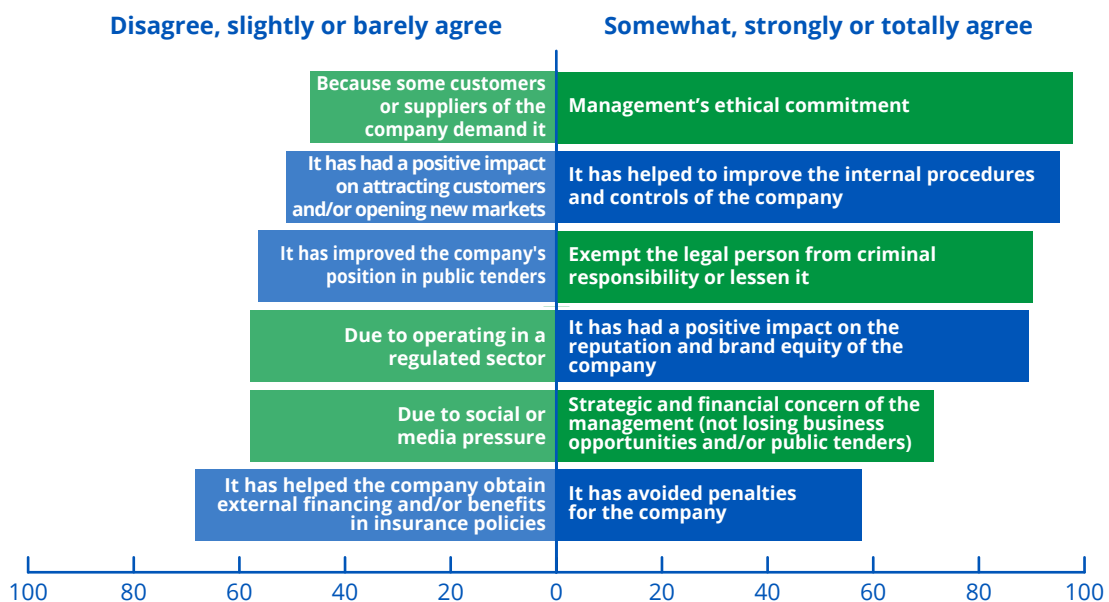 Disagree, slightly or barely agree
Somewhat, strongly or totally agree
Because some customers
or suppliers of the
company demand it
Management’s ethical commitment
It has had a positive impact
on attracting customers
and/or opening new markets
It has helped to improve the internal procedures
and controls of the company
It has improved the company's
position in public tenders
Exempt the legal person from criminal
responsibility or lessen it
Due to operating in a
regulated sector
It has had a positive impact on the
reputation and brand equity of the
company
Due to social or
media pressure
Strategic and financial concern of the
management (not losing business
opportunities and/or public tenders)
It has helped the company obtain
external financing and/or benefits
in insurance policies
It has avoided penalties
for the company
100 80 60 40 20 0 20 40 60 80 100